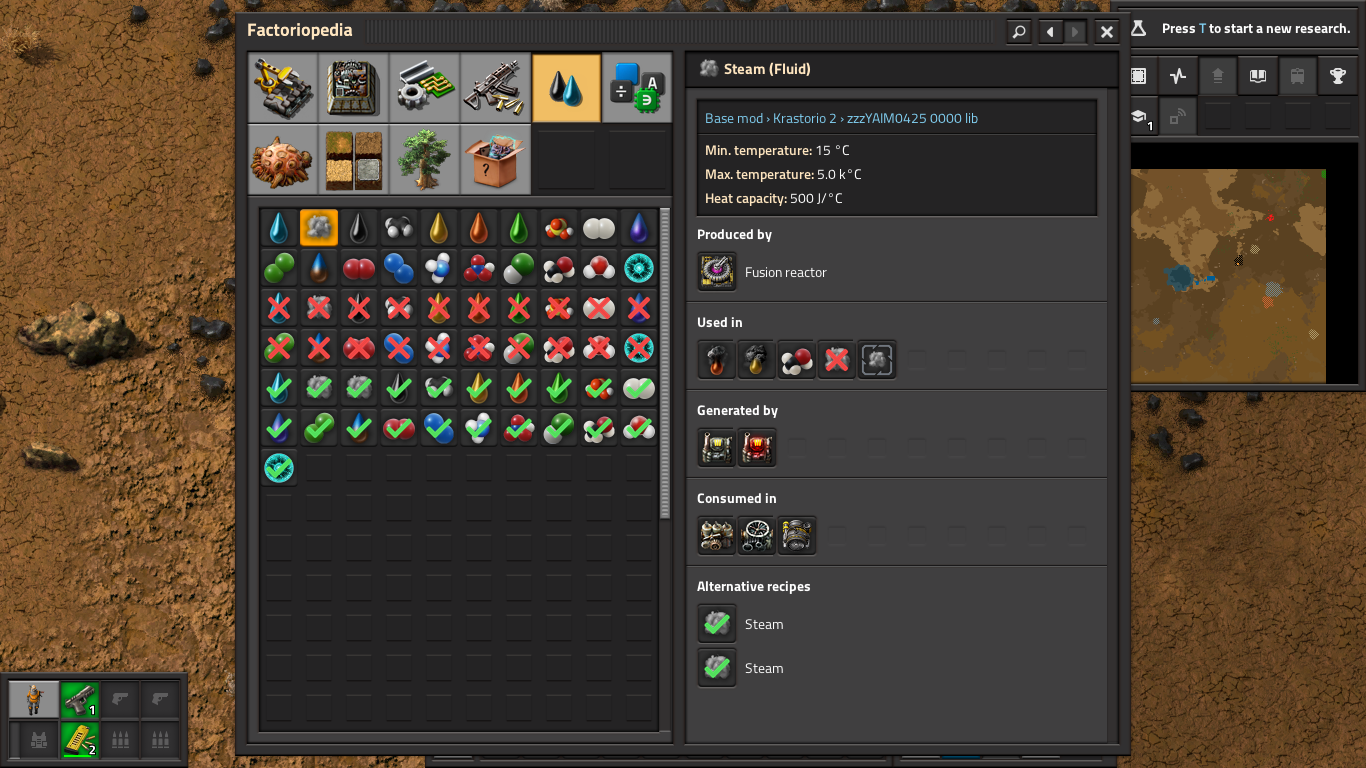 Factoriopedia
Press T to start a new research.
Steam (Fluid)
Base mod › Krastorio 2 › zzzYAIM0425 0000 lib
Min. temperature: 15 °C
Max. temperature: 5.0 k°C
Heat capacity: 500 J/°C
Produced by
Fusion reactor
Used in
Generated by
Consumed in
Alternative recipes
Steam
Steam
1
1
2